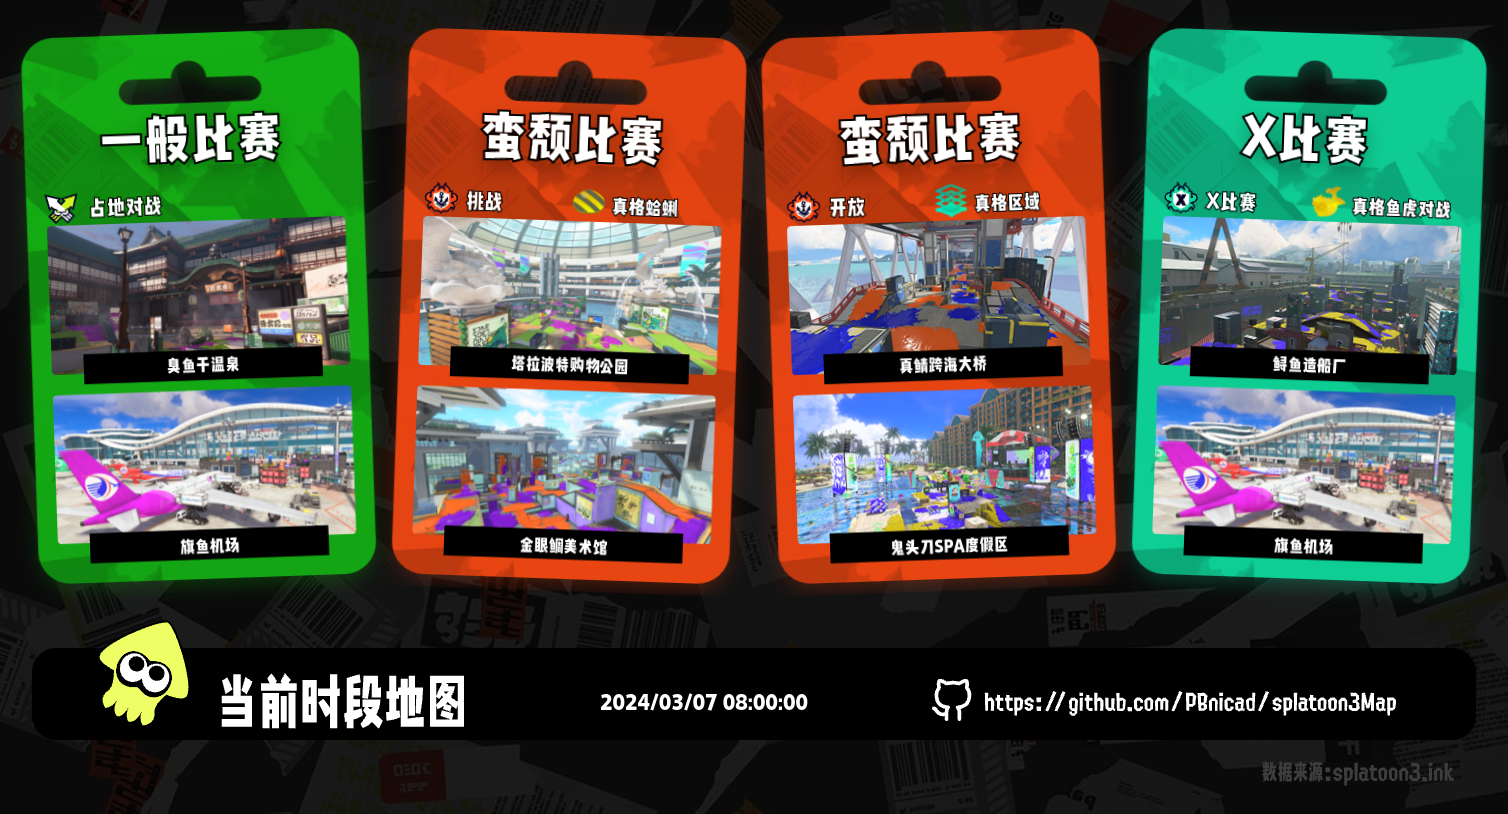 一般比赛
占地对战
臭鱼干温泉
旗鱼机场
蛮颓比赛
挑战
真格蛤蜊
塔拉波特购物公园
金眼鲷美术馆
蛮颓比赛
开放
真格区域
真鲭跨海大桥
鬼头刀SPA度假区
X比赛
X比赛
真格鱼虎对战
鲟鱼造船厂
旗鱼机场
当前时段地图
2024/03/07 08:00:00
https://github.com/PBnicad/splatoon3Map
数据来源:splatoon3.ink